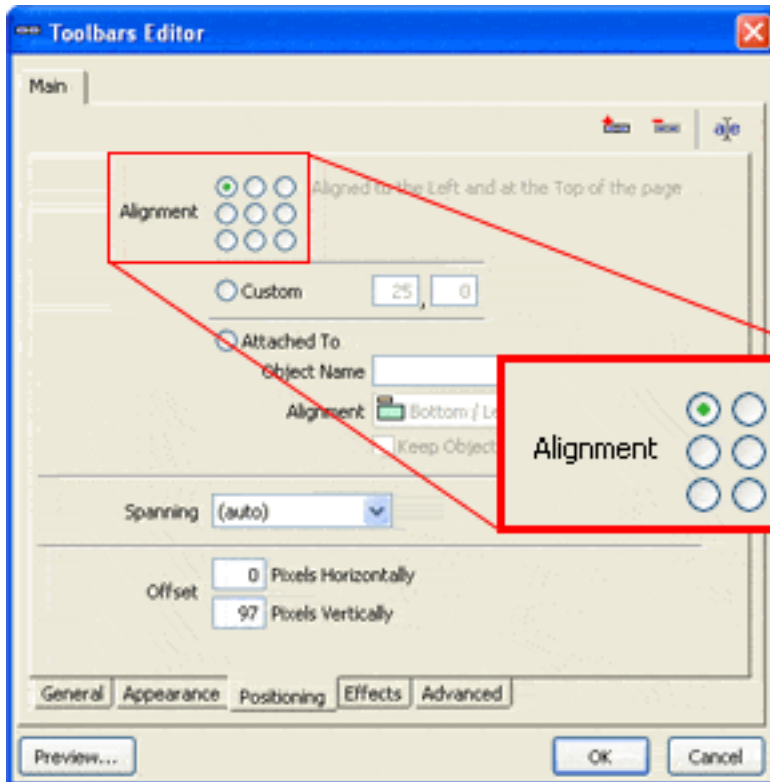 Toolbars Editor
Main
a e
Aligned to the Left and at the Top of the page
Alignment
Custom 25 , 0
Attached To
Object Name
Alignment Bottom / Le
Keep Object
Alignment
Spanning (auto)
Offset
0 Pixels Horizontally
97 Pixels Vertically
General Appearance Positioning Effects Advanced
Preview... OK Cancel